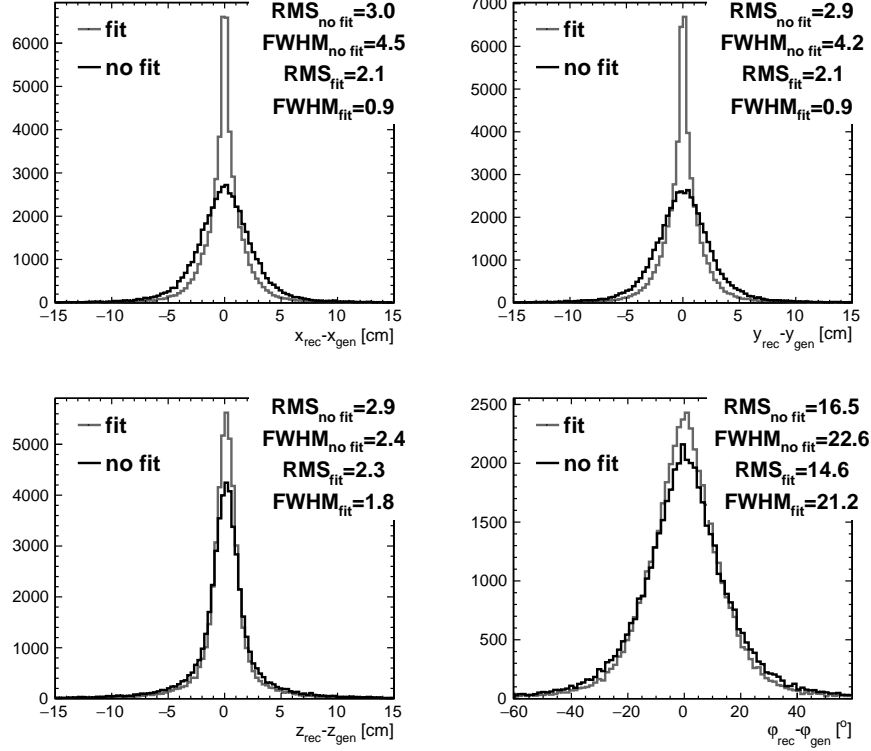 fit
no fit
RMS_no fit=3.0
FWHM_no fit=4.5
RMS_fit=2.1
FWHM_fit=0.9
6000
5000
4000
3000
2000
1000
0
−15 −10 −5 0 5 10 15
x_rec-x_gen [cm]
fit
no fit
RMS_no fit=2.9
FWHM_no fit=4.2
RMS_fit=2.1
FWHM_fit=0.9
7000
6000
5000
4000
3000
2000
1000
0
−15 −10 −5 0 5 10 15
y_rec-y_gen [cm]
fit
no fit
RMS_no fit=2.9
FWHM_no fit=2.4
RMS_fit=2.3
FWHM_fit=1.8
5000
4000
3000
2000
1000
0
−15 −10 −5 0 5 10 15
z_rec-z_gen [cm]
fit
no fit
RMS_no fit=16.5
FWHM_no fit=22.6
RMS_fit=14.6
FWHM_fit=21.2
2500
2000
1500
1000
500
0
−60 −40 −20 0 20 40
φ_rec-φ_gen [°]